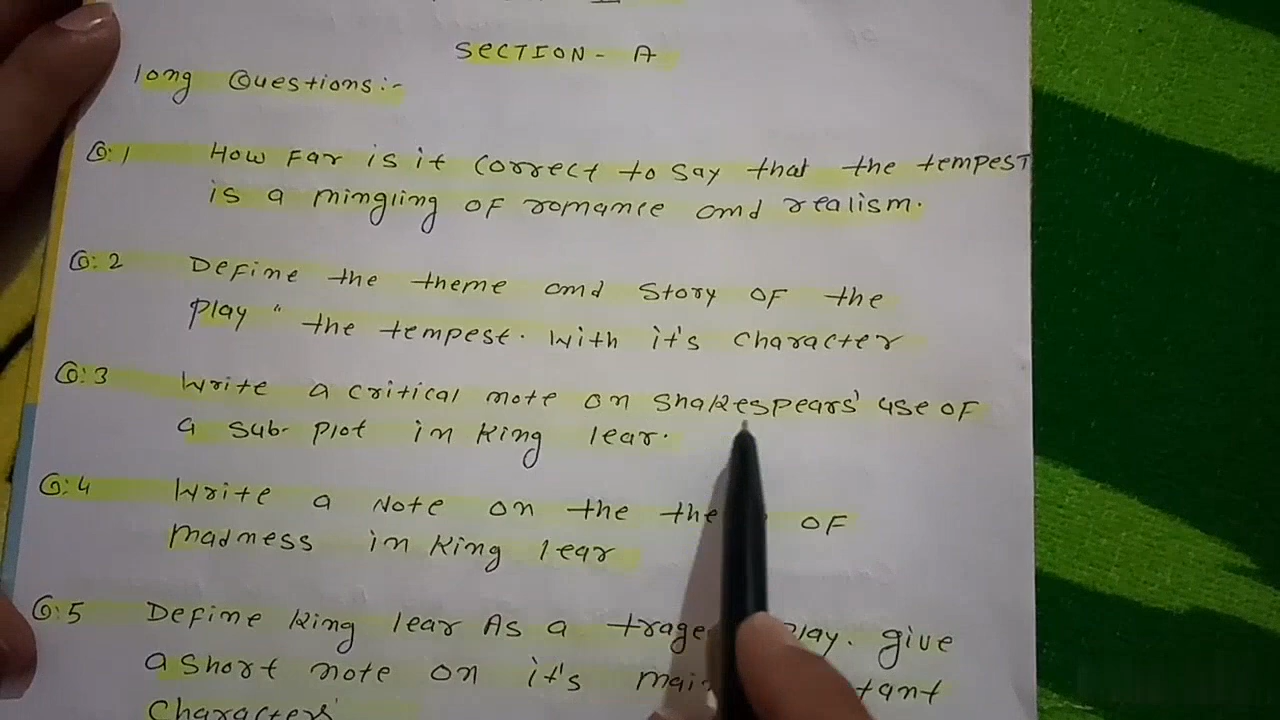 SECTION - A
long Questions:-
Q:1 How Far is it correct to say that the tempest
is a mingling of romance and realism.
Q:2 Define the theme and story of the
play " the tempest. With it's character
Q:3 Write a critical note on shakespears' use of
a sub-plot in King lear.
Q:4 Write a Note on the of
madness in King lear
Q:5 Define King lear As a play. give
a short note on it's
characters'